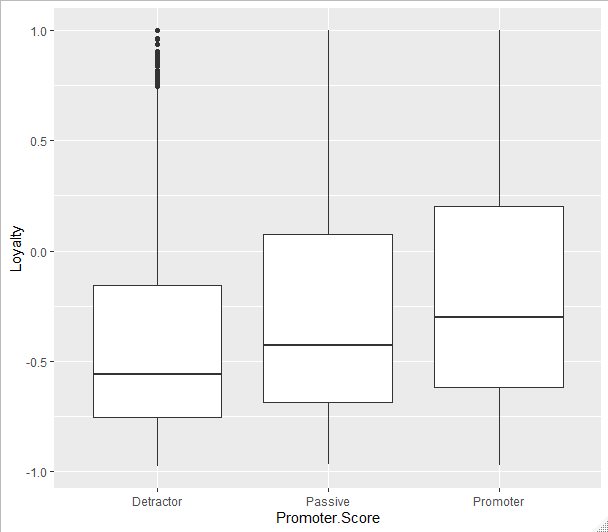 1.0
0.5
0.0
-0.5
-1.0
Loyalty
Detractor
Passive
Promoter
Promoter.Score